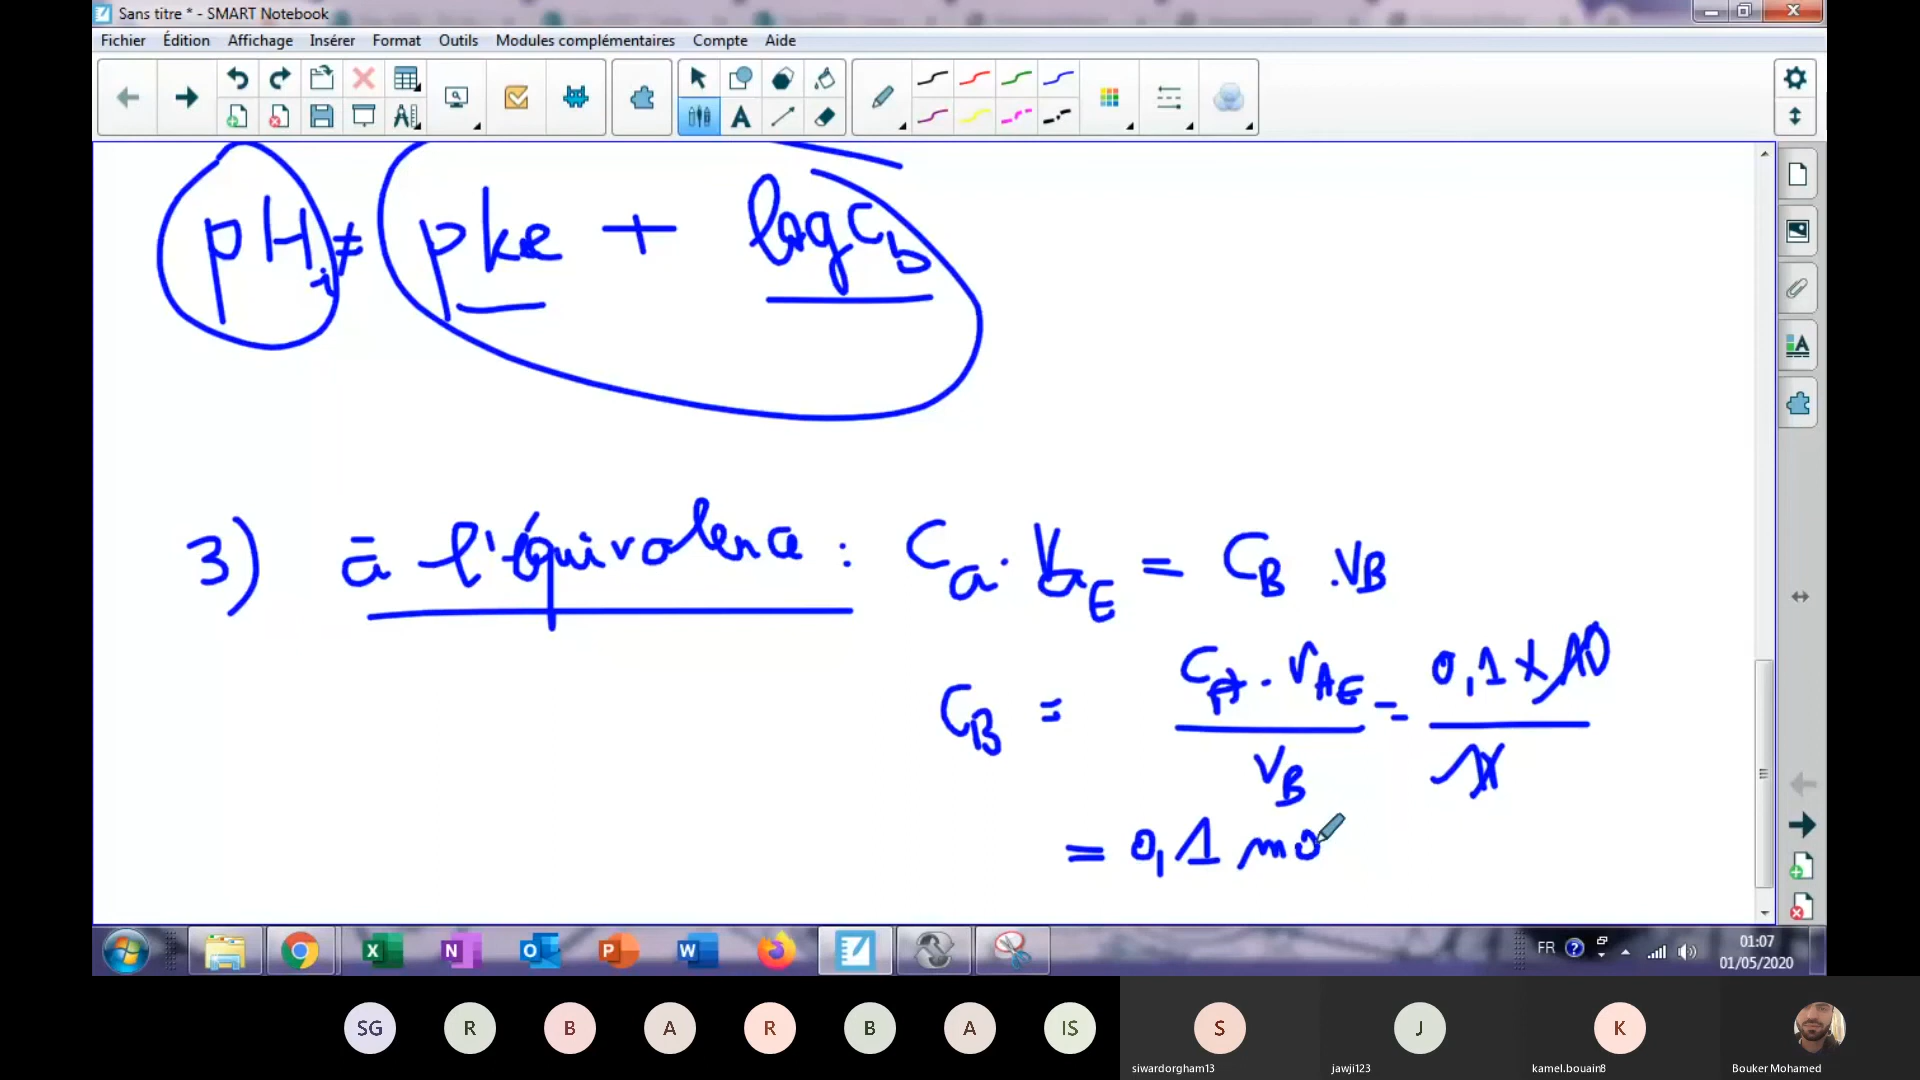 Sans titre * - SMART Notebook
Fichier Édition Affichage Insérer Format Outils Modules complémentaires Compte Aide
pHi ≠ pke + log Cb
3) à l'équivalence : Ca . VaE = CB . VB
CB = CA . VAE / VB = 0,1 x 10 / 10
= 0,1 mo
FR
01:07
01/05/2020
SG R B A R B A IS S J K
siwardorgham13 jawji123 kamel.bouain8 Bouker Mohamed